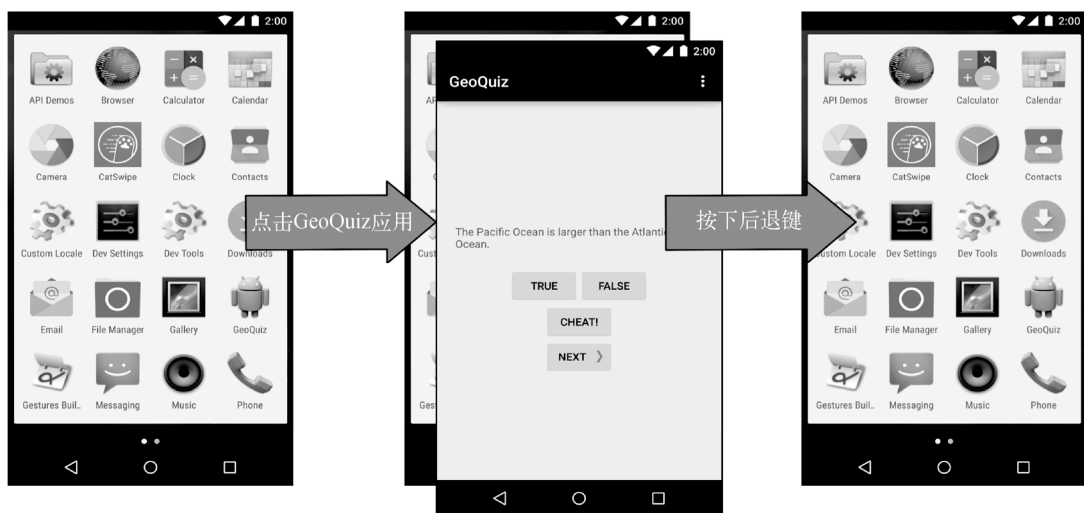 2:00
API Demos Browser Calculator Calendar
Camera CatSwipe Clock Contacts
Custom Locale Dev Settings Dev Tools Downloads
Email File Manager Gallery GeoQuiz
Gestures Buil.. Messaging Music Phone
点击GeoQuiz应用
2:00
2:00
GeoQuiz
The Pacific Ocean is larger than the Atlantic
Ocean.
TRUE FALSE
CHEAT!
NEXT
按下后退键
2:00
API Demos Browser Calculator Calendar
Camera CatSwipe Clock Contacts
Custom Locale Dev Settings Dev Tools Downloads
Email File Manager Gallery GeoQuiz
Gestures Buil.. Messaging Music Phone